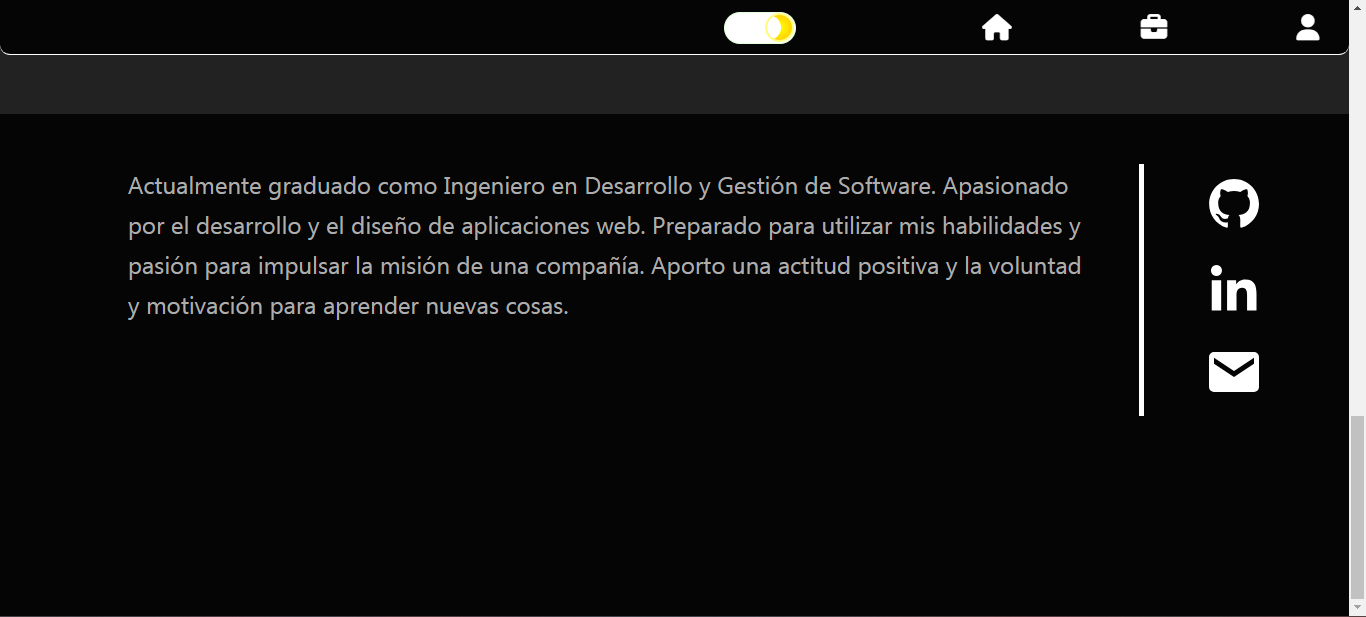 Actualmente graduado como Ingeniero en Desarrollo y Gestión de Software. Apasionado
por el desarrollo y el diseño de aplicaciones web. Preparado para utilizar mis habilidades y
pasión para impulsar la misión de una compañía. Aporto una actitud positiva y la voluntad
y motivación para aprender nuevas cosas.
in